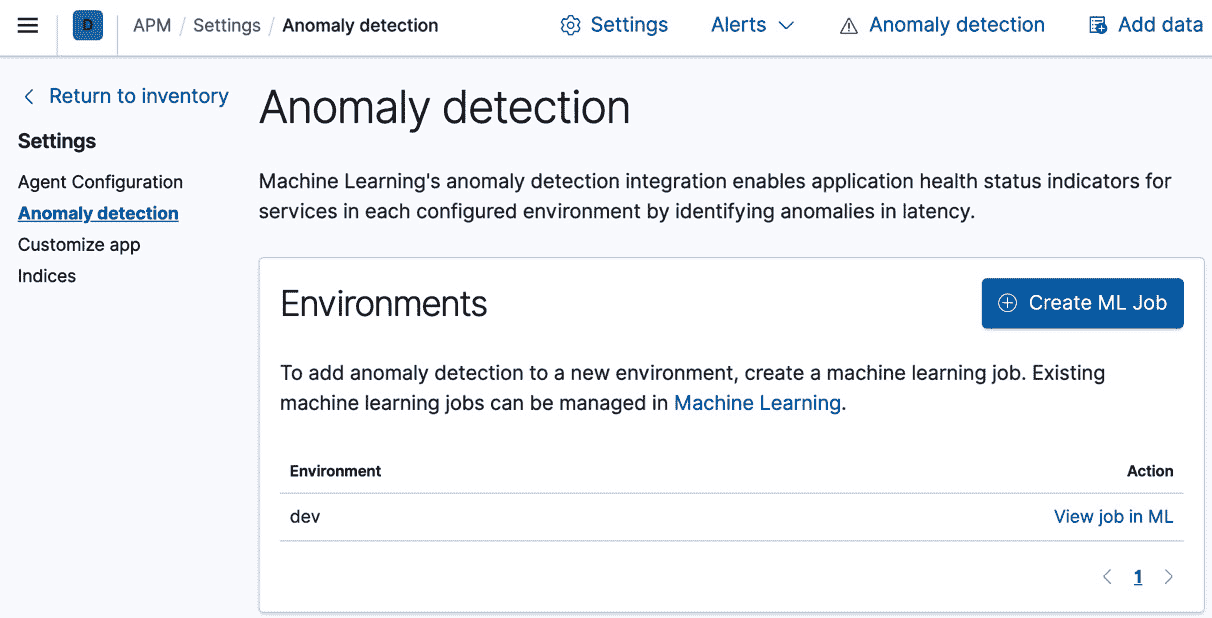 D APM / Settings / Anomaly detection Settings Alerts Anomaly detection Add data
Return to inventory
Settings
Agent Configuration
Anomaly detection
Customize app
Indices
Anomaly detection
Machine Learning's anomaly detection integration enables application health status indicators for
services in each configured environment by identifying anomalies in latency.
Environments
Create ML Job
To add anomaly detection to a new environment, create a machine learning job. Existing
machine learning jobs can be managed in Machine Learning.
Environment Action
dev View job in ML
1